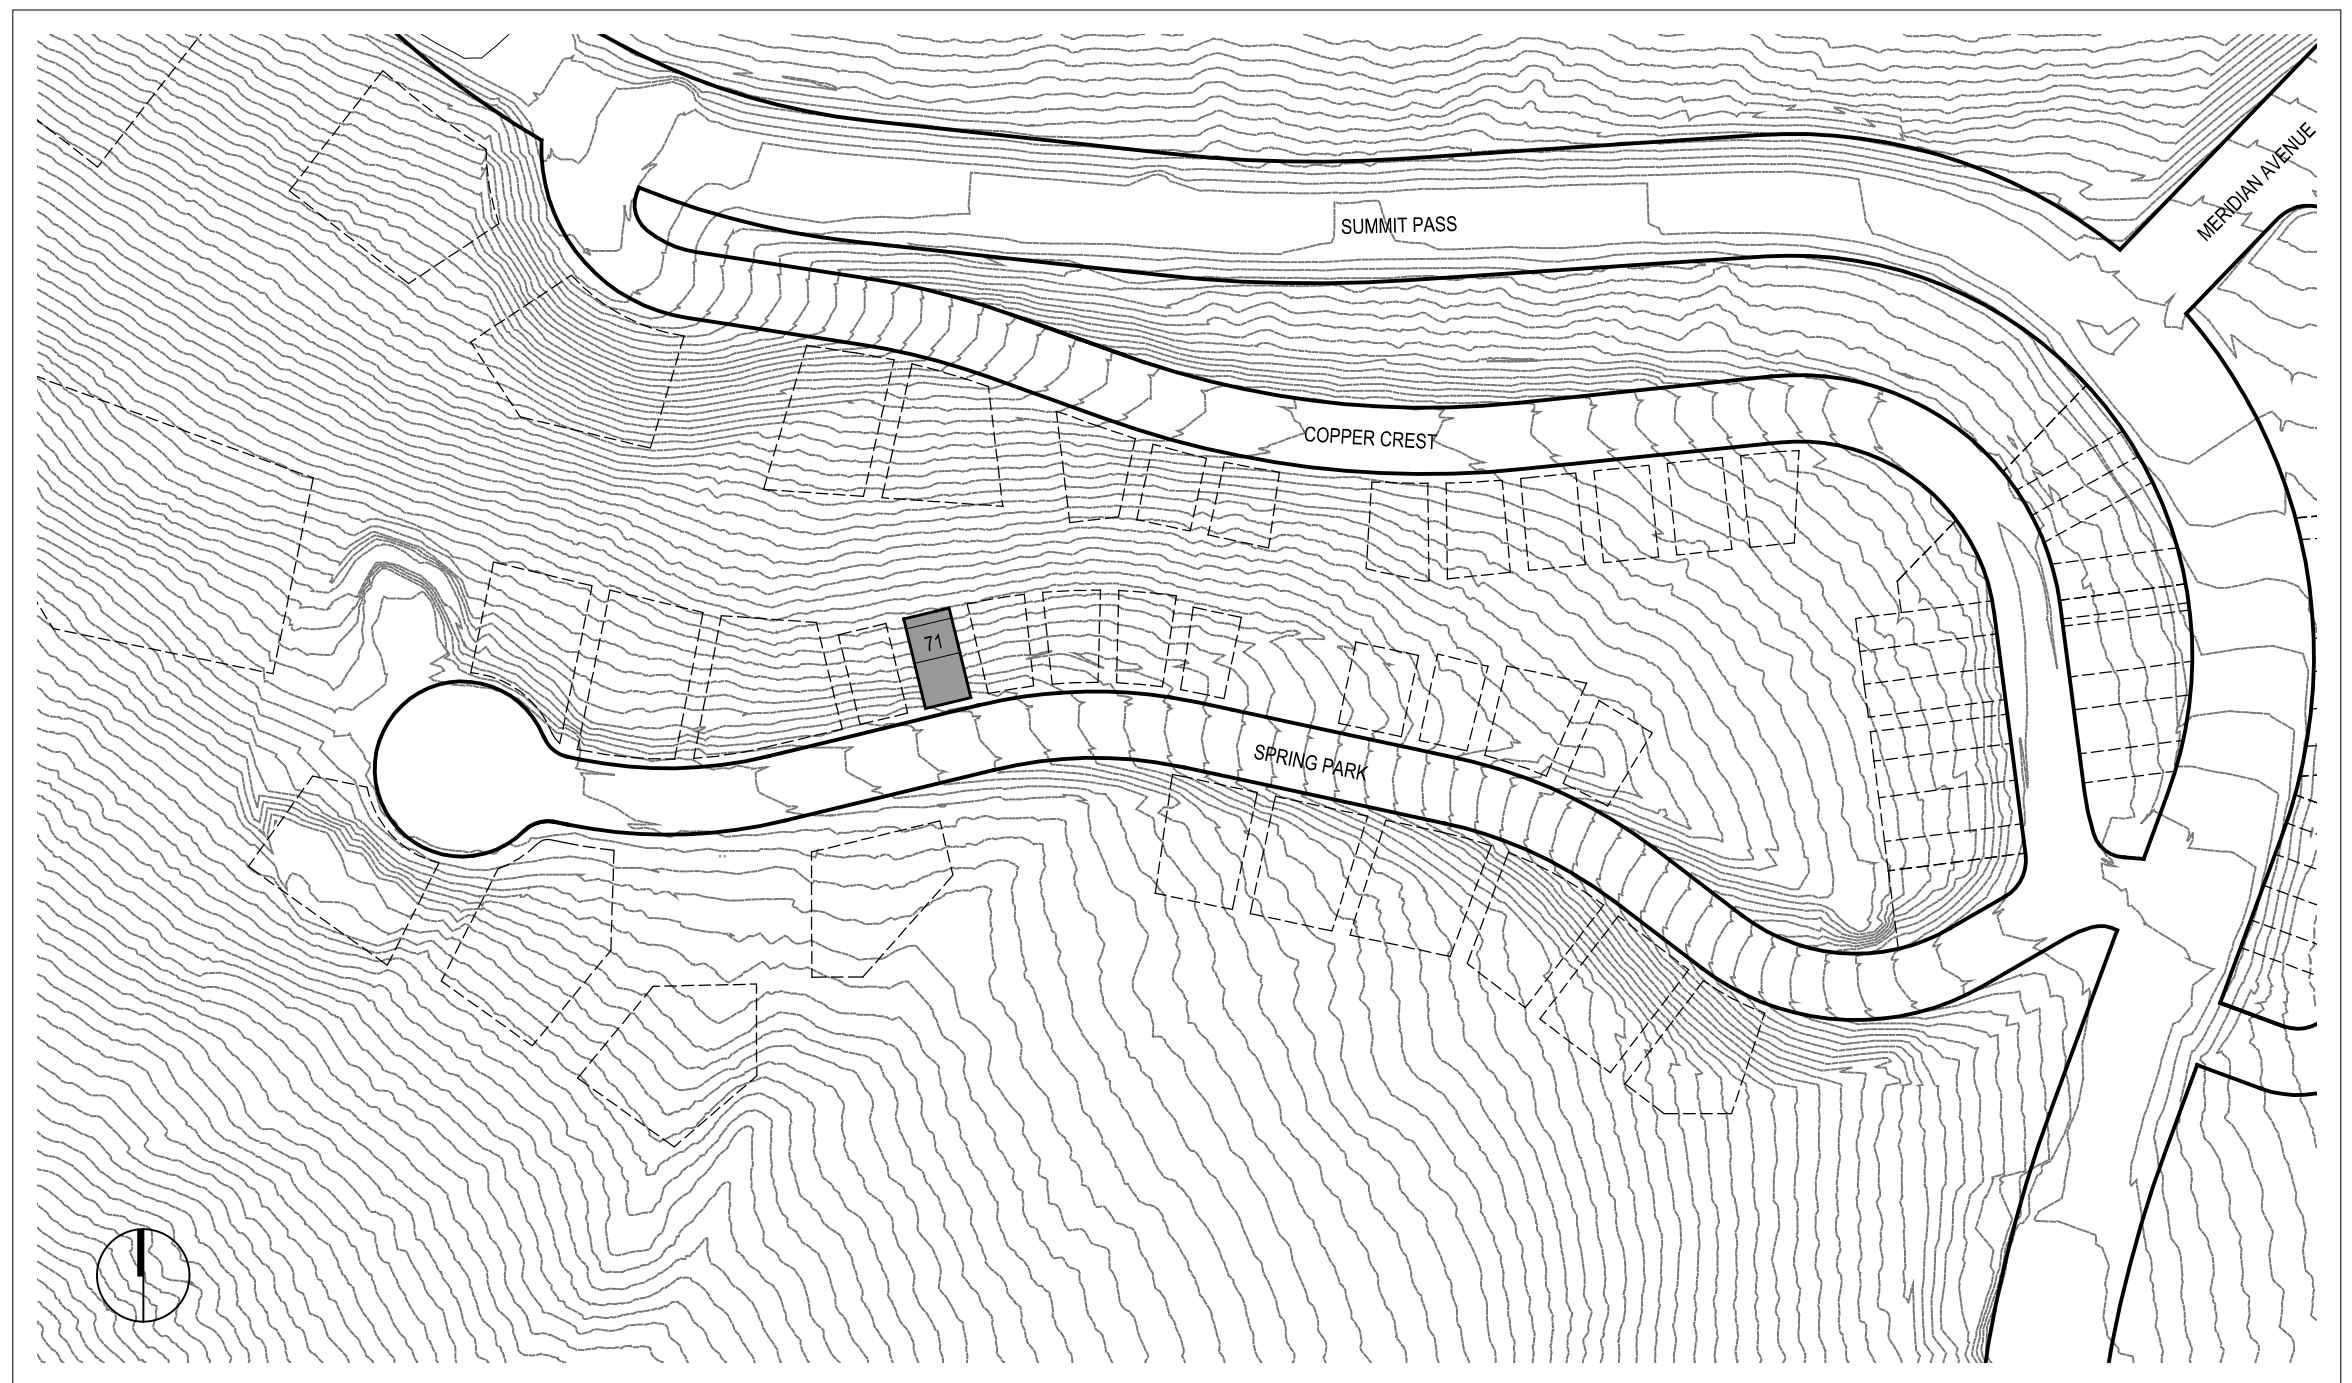 MERIDIAN AVENUE
SUMMIT PASS
COPPER CREST
71
SPRING PARK